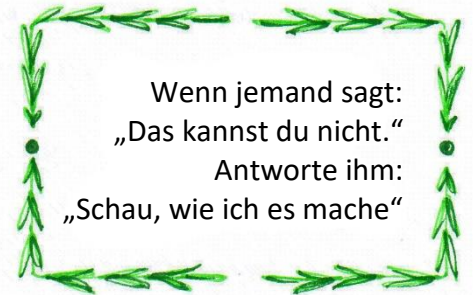 Wenn jemand sagt:
„Das kannst du nicht.“
Antworte ihm:
„Schau, wie ich es mache“